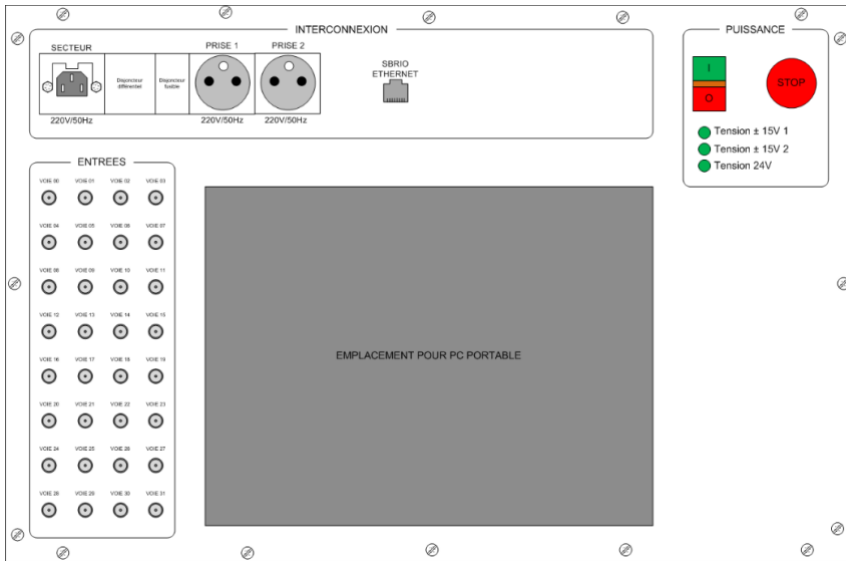 INTERCONNEXION
SECTEUR
PRISE 1
PRISE 2
Disjoncteur
différentiel
Disjoncteur
fusible
220V/50Hz
220V/50Hz
220V/50Hz
SBRIO
ETHERNET
PUISSANCE
I
O
STOP
Tension ± 15V 1
Tension ± 15V 2
Tension 24V
ENTREES
VOIE 00 VOIE 01 VOIE 02 VOIE 03
VOIE 04 VOIE 05 VOIE 06 VOIE 07
VOIE 08 VOIE 09 VOIE 10 VOIE 11
VOIE 12 VOIE 13 VOIE 14 VOIE 15
VOIE 16 VOIE 17 VOIE 18 VOIE 19
VOIE 20 VOIE 21 VOIE 22 VOIE 23
VOIE 24 VOIE 25 VOIE 26 VOIE 27
VOIE 28 VOIE 29 VOIE 30 VOIE 31
EMPLACEMENT POUR PC PORTABLE